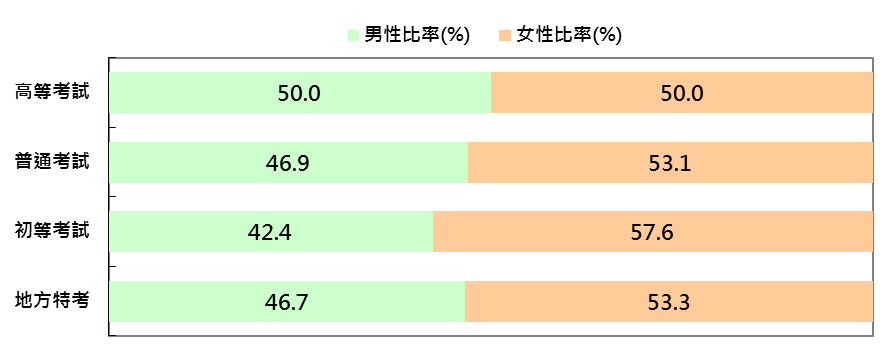 男性比率(%) 女性比率(%)
高等考試 50.0 50.0
普通考試 46.9 53.1
初等考試 42.4 57.6
地方特考 46.7 53.3